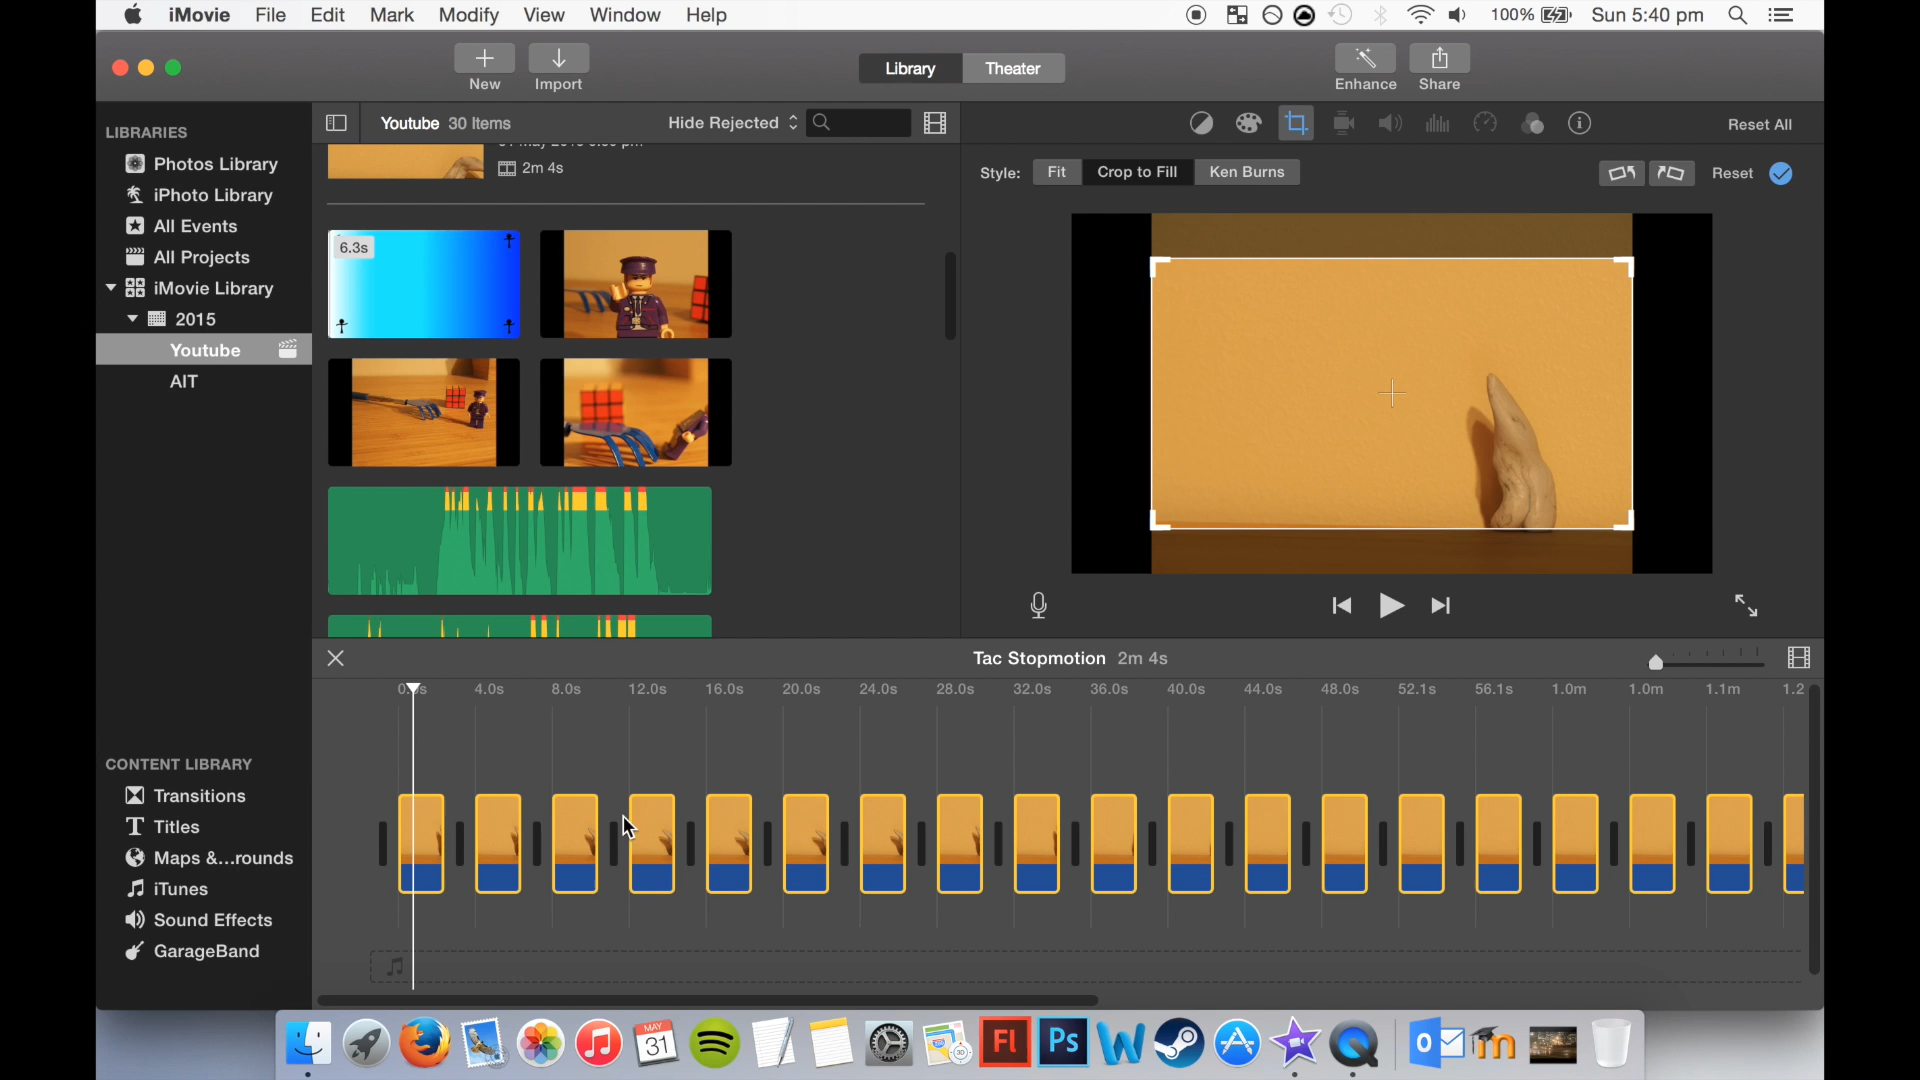 iMovie File Edit Mark Modify View Window Help 100% Sun 5:40 pm
New Import Library Theater Enhance Share
LIBRARIES
Photos Library
iPhoto Library
All Events
All Projects
iMovie Library
2015
Youtube
AIT
CONTENT LIBRARY
Transitions
Titles
Maps &...rounds
iTunes
Sound Effects
GarageBand
Youtube 30 Items Hide Rejected
2m 4s
6.3s
Reset All
Style: Fit Crop to Fill Ken Burns Reset
Tac Stopmotion 2m 4s
4.0s 8.0s 12.0s 16.0s 20.0s 24.0s 28.0s 32.0s 36.0s 40.0s 44.0s 48.0s 52.1s 56.1s 1.0m 1.0m 1.1m 1.2
MAY
31
Fl Ps